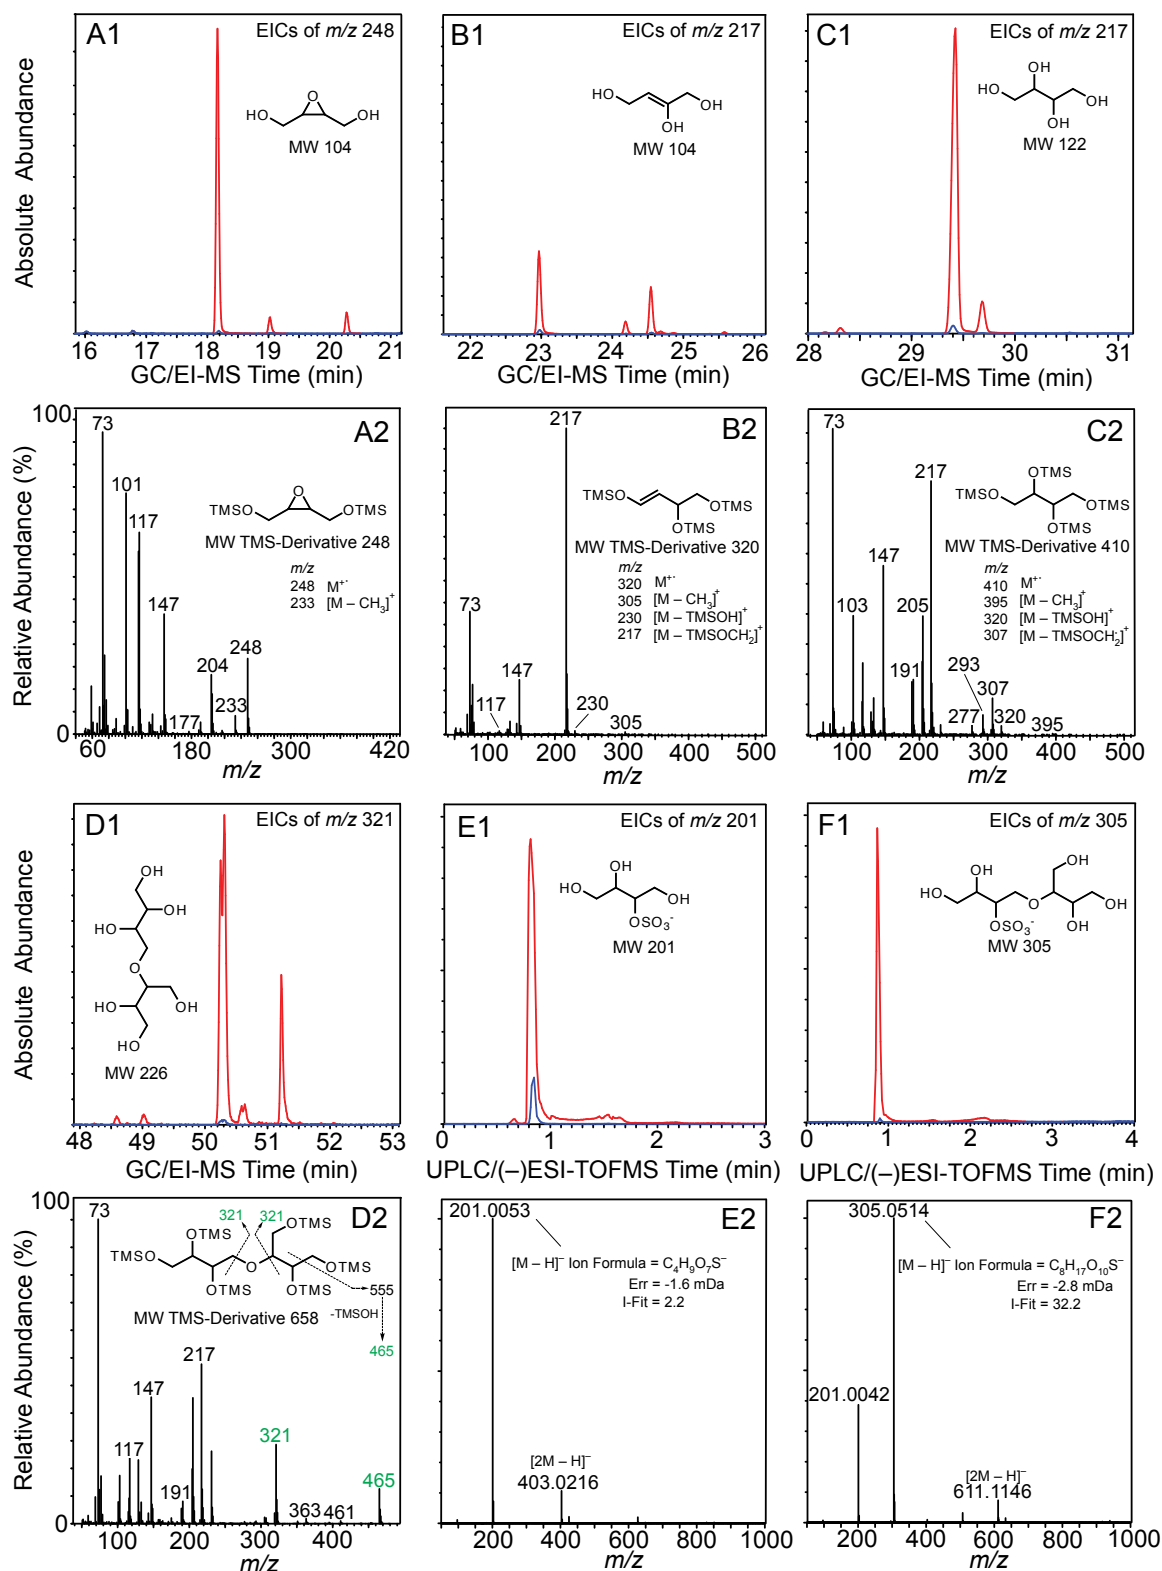 A1
EICs of m/z 248
O
HO
OH
MW 104
Absolute Abundance
16 17 18 19 20 21
GC/EI-MS Time (min)
B1
EICs of m/z 217
HO
OH
OH
MW 104
22 23 24 25 26
GC/EI-MS Time (min)
C1
EICs of m/z 217
OH
HO
OH
OH
MW 122
28 29 30 31
GC/EI-MS Time (min)
100
0
Relative Abundance (%)
A2
73
101
117
147
177
204
233
248
O
TMSO
OTMS
MW TMS-Derivative 248
m/z
248 M+·
233 [M – CH3]+
60 180 300 420
m/z
B2
217
73
147
117
230
305
TMSO
OTMS
OTMS
MW TMS-Derivative 320
m/z
320 M+·
305 [M – CH3]+
230 [M – TMSOH]+
217 [M – TMSOCH2]+
100 200 300 400 500
m/z
C2
73
217
147
103
205
191
293
307
277
320
395
OTMS
TMSO
OTMS
OTMS
MW TMS-Derivative 410
m/z
410 M+·
395 [M – CH3]+
320 [M – TMSOH]+
307 [M – TMSOCH2]+
100 200 300 400 500
m/z
D1
EICs of m/z 321
OH
OH
HO
O
HO
OH
HO
MW 226
Absolute Abundance
48 49 50 51 52 53
GC/EI-MS Time (min)
E1
EICs of m/z 201
OH
HO
OH
OSO3-
MW 201
0 1 2 3
UPLC/(–)ESI-TOFMS Time (min)
F1
EICs of m/z 305
HO
OH
HO
O
OH
OSO3-
OH
MW 305
0 1 2 3 4
UPLC/(–)ESI-TOFMS Time (min)
100
0
Relative Abundance (%)
D2
73
321
321
OTMS
OTMS
TMSO
O
OTMS
OTMS
OTMS
555
-TMSOH
465
MW TMS-Derivative 658
217
147
117
191
321
363
461
465
100 200 300 400
m/z
E2
201.0053
[M – H]– Ion Formula = C4H9O7S–
Err = -1.6 mDa
I-Fit = 2.2
[2M – H]–
403.0216
200 400 600 800 1000
m/z
F2
305.0514
[M – H]– Ion Formula = C8H17O10S–
Err = -2.8 mDa
I-Fit = 32.2
201.0042
[2M – H]–
611.1146
200 400 600 800 1000
m/z